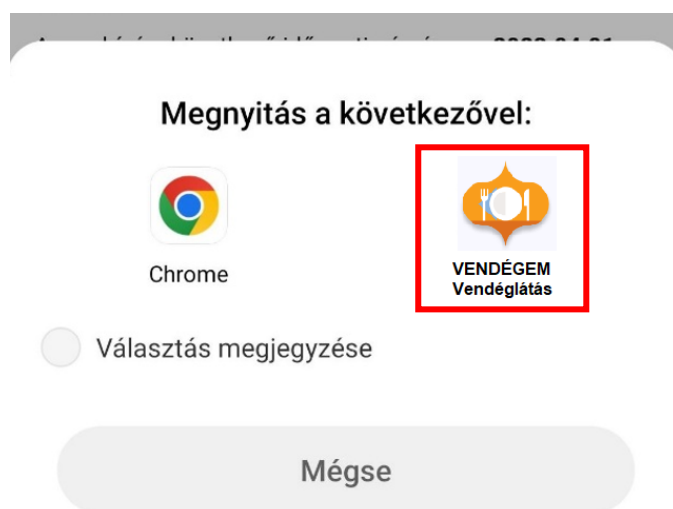 Megnyitás a következővel:
Chrome
VENDÉGEM
Vendéglátás
Választás megjegyzése
Mégse